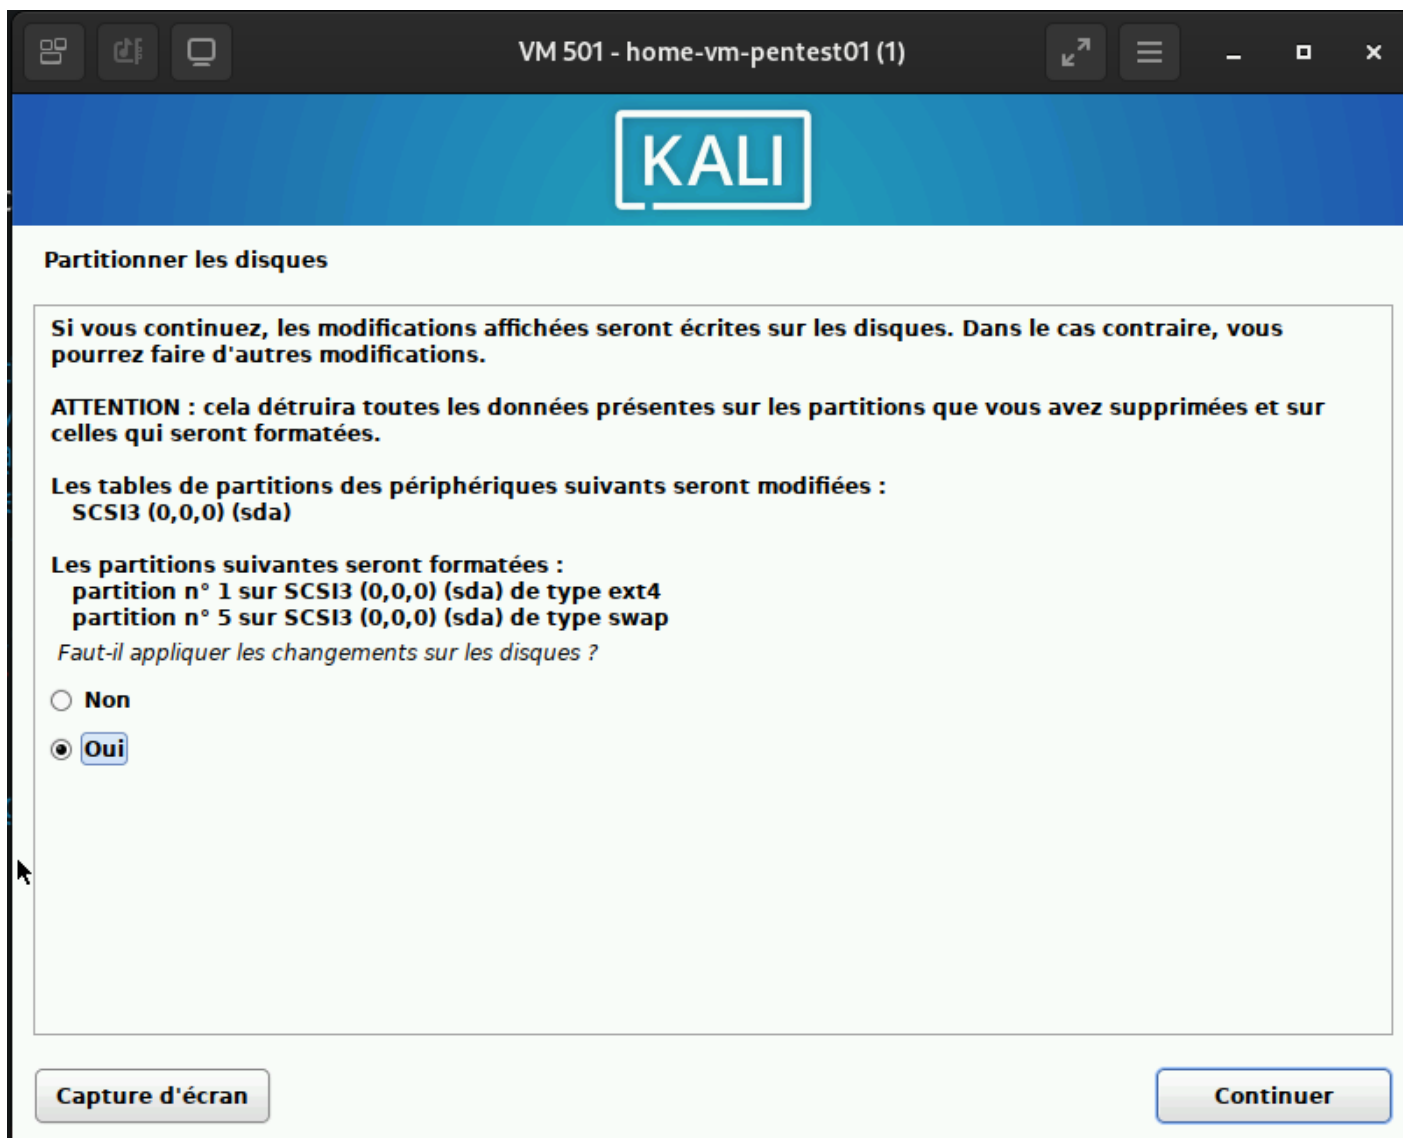 VM 501 - home-vm-pentest01 (1)
KALI
Partitionner les disques
Si vous continuez, les modifications affichées seront écrites sur les disques. Dans le cas contraire, vous
pourrez faire d'autres modifications.
ATTENTION : cela détruira toutes les données présentes sur les partitions que vous avez supprimées et sur
celles qui seront formatées.
Les tables de partitions des périphériques suivants seront modifiées :
SCSI3 (0,0,0) (sda)
Les partitions suivantes seront formatées :
partition n° 1 sur SCSI3 (0,0,0) (sda) de type ext4
partition n° 5 sur SCSI3 (0,0,0) (sda) de type swap
Faut-il appliquer les changements sur les disques ?
Non
Oui
Capture d'écran
Continuer